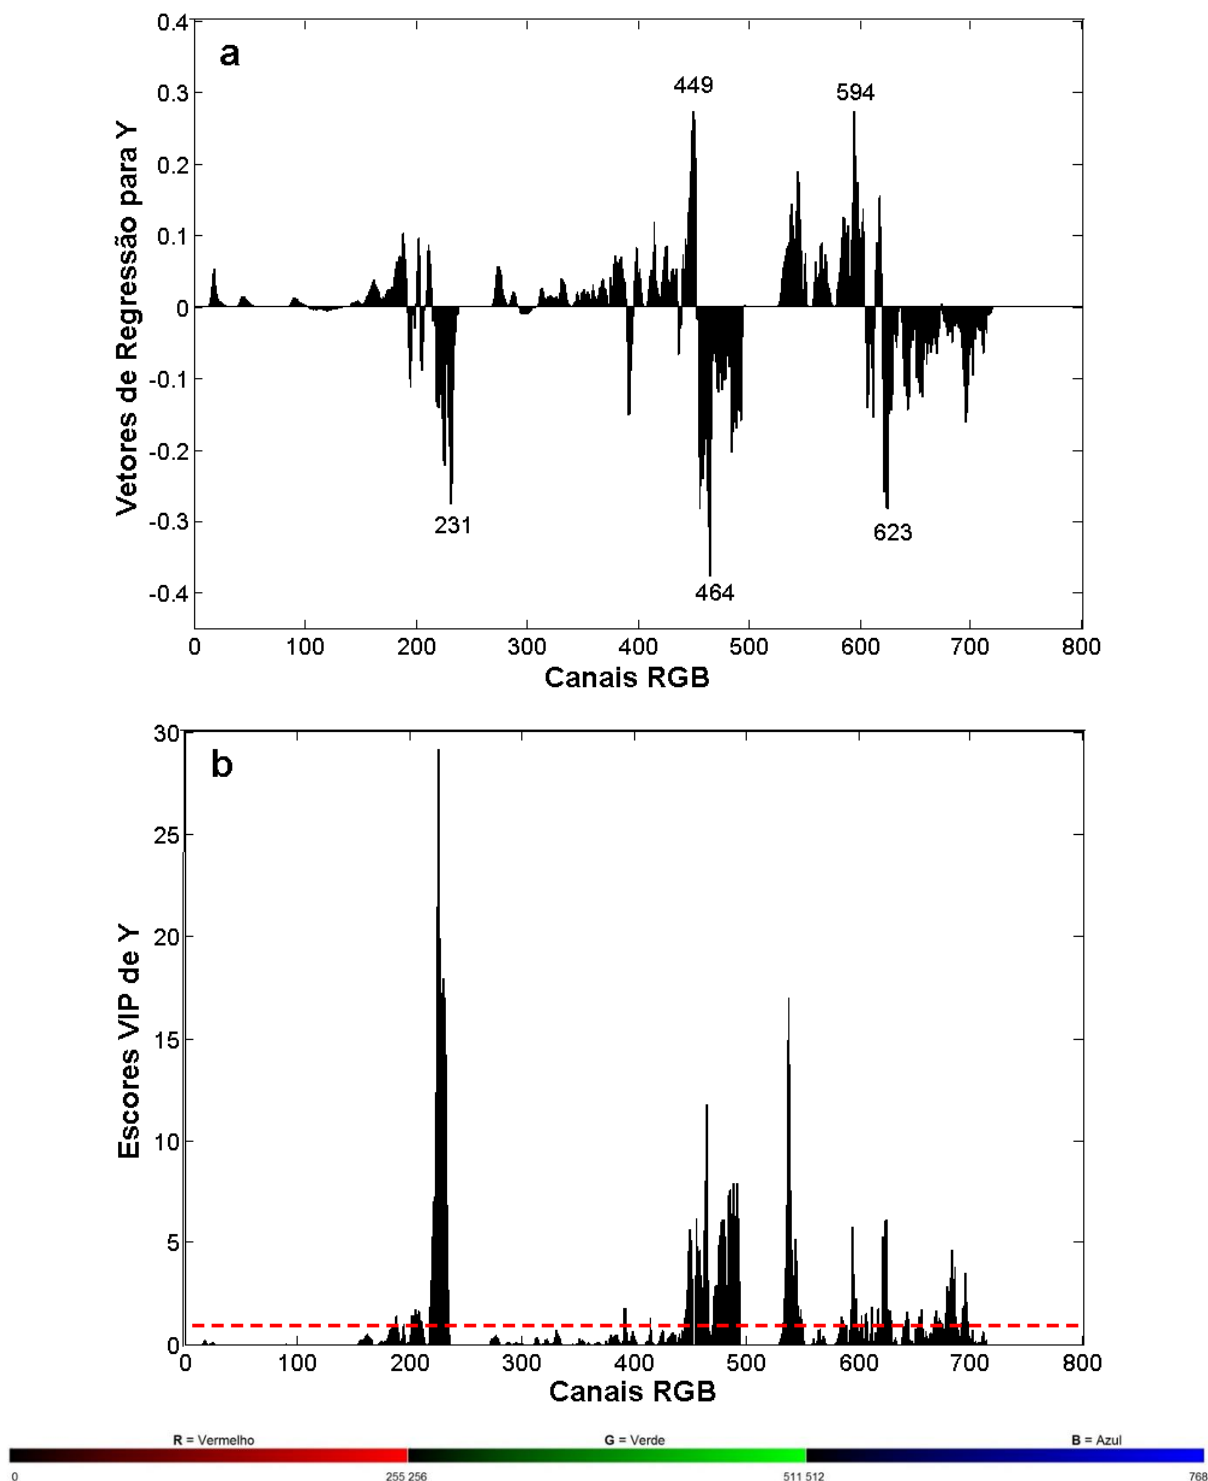 a
0.4
0.3
0.2
0.1
0
-0.1
-0.2
-0.3
-0.4
Vetores de Regressão para Y
449
594
231
464
623
0 100 200 300 400 500 600 700 800
Canais RGB
b
30
25
20
15
10
5
0
Escores VIP de Y
0 100 200 300 400 500 600 700 800
Canais RGB
R = Vermelho G = Verde B = Azul
0 255 256 511 512 768